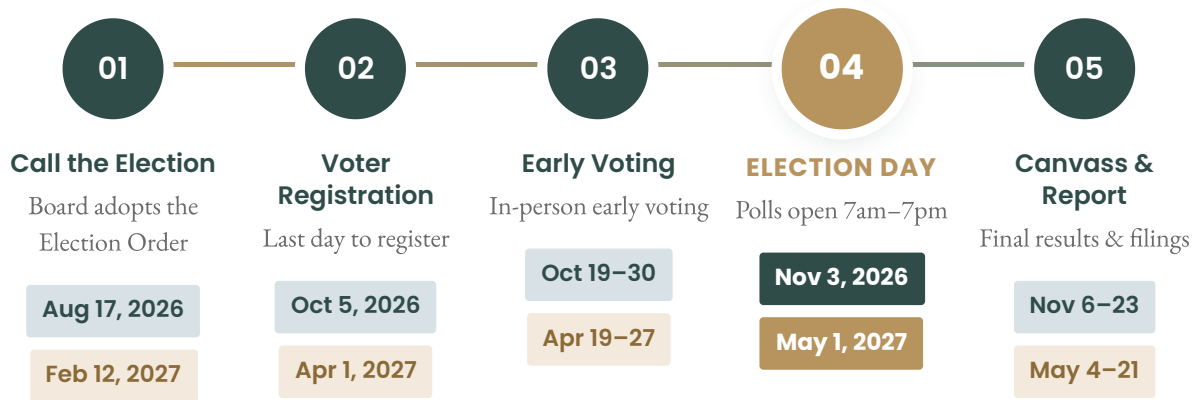 01
Call the Election
Board adopts the
Election Order
Aug 17, 2026
Feb 12, 2027
02
Voter
Registration
Last day to register
Oct 5, 2026
Apr 1, 2027
03
Early Voting
In-person early voting
Oct 19–30
Apr 19–27
04
ELECTION DAY
Polls open 7am–7pm
Nov 3, 2026
May 1, 2027
05
Canvass &
Report
Final results & filings
Nov 6–23
May 4–21